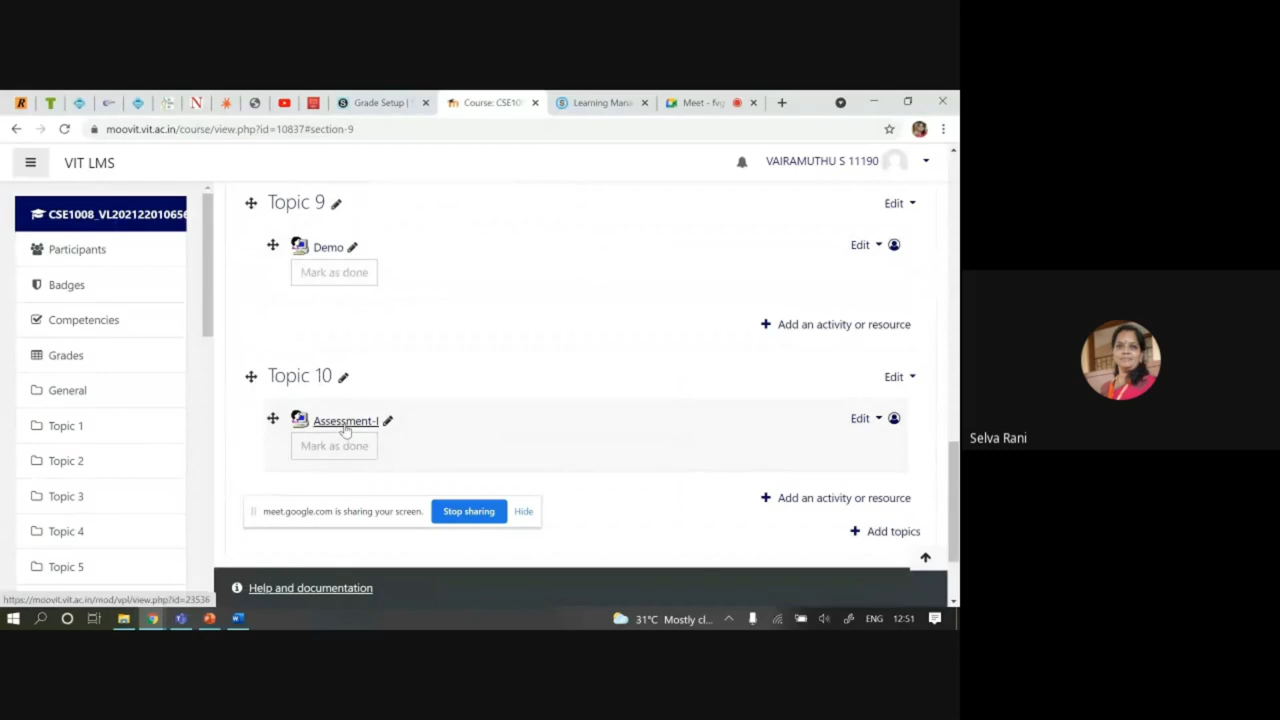 Grade Setup |
Course: CSE10
Learning Man
Meet - fvg
moovit.vit.ac.in/course/view.php?id=10837#section-9
VIT LMS
VAIRAMUTHU S 11190
CSE1008_VL202122010656
Participants
Badges
Competencies
Grades
General
Topic 1
Topic 2
Topic 3
Topic 4
Topic 5
Topic 9
Edit
Demo
Edit
Mark as done
Add an activity or resource
Topic 10
Edit
Assessment-I
Edit
Mark as done
meet.google.com is sharing your screen.
Stop sharing
Hide
Add an activity or resource
Add topics
Help and documentation
https://moovit.vit.ac.in/mod/vpl/view.php?id=23536
31°C Mostly cl...
ENG
12:51
Selva Rani